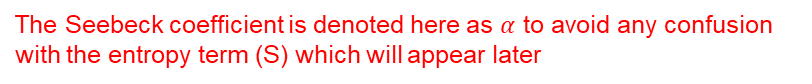 The Seebeck coefficient is denoted here as α to avoid any confusion
with the entropy term (S) which will appear later